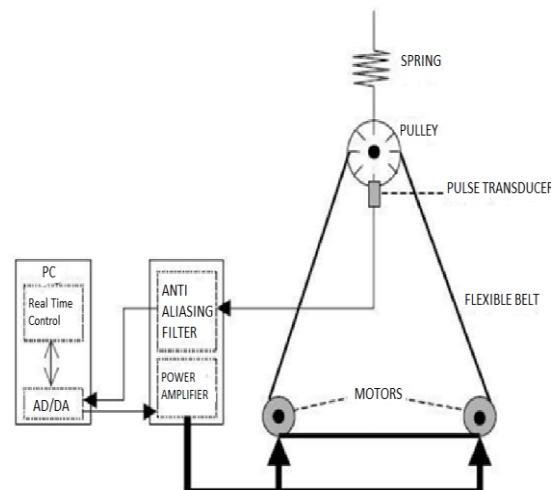 SPRING
PULLEY
PULSE TRANSDUCER
PC
Real Time
Control
AD/DA
ANTI
ALIASING
FILTER
POWER
AMPLIFIER
FLEXIBLE BELT
MOTORS